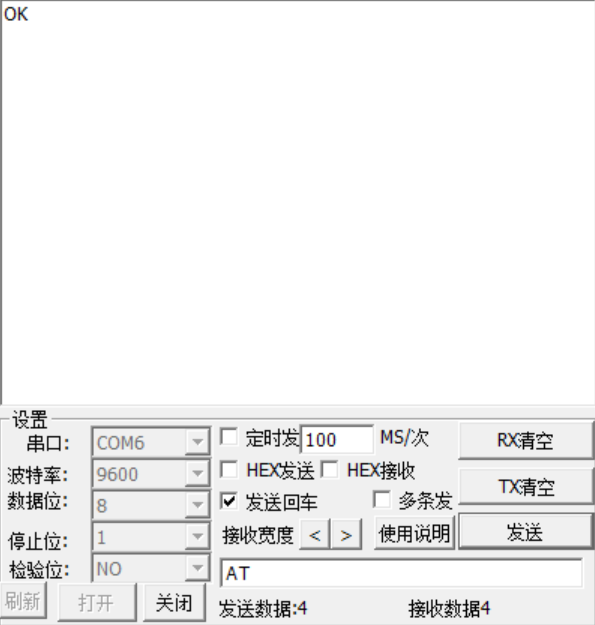 OK
设置
串口: COM6 定时发 100 MS/次 RX清空
波特率: 9600 HEX发送 HEX接收 TX清空
数据位: 8 发送回车 多条发
停止位: 1 接收宽度 < > 使用说明 发送
检验位: NO AT
刷新 打开 关闭 发送数据:4 接收数据4